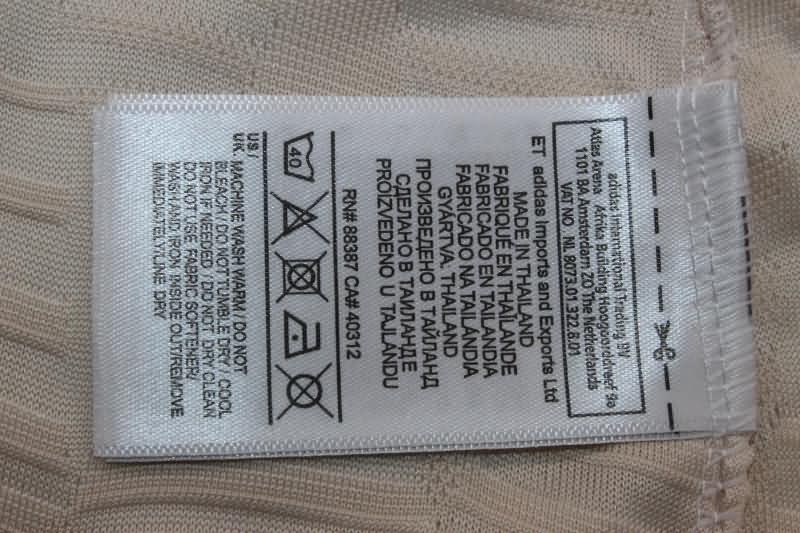 adidas International Trading BV
Atlas Arena Afrika Building Hoogoorddreef 9a
1101 BA Amsterdam ZO The Netherlands
VAT NO. NL 8073.01.322.B.01
ET adidas Imports and Exports Ltd
MADE IN THAILAND
FABRIQUÉ EN THAÏLANDE
FABRICADO EN TAILANDIA
FABRICADO NA TAILÂNDIA
GYÁRTVA: THAILAND
ПРОИЗВЕДЕНО В ТАЙЛАНД
СДЕЛАНО В ТАИЛАНДЕ
PROIZVEDENO U TAJLANDU
RN# 88387 CA# 40312
40
US /
UK MACHINE WASH WARM / DO NOT
BLEACH / DO NOT TUMBLE DRY / COOL
IRON IF NEEDED / DO NOT DRY CLEAN
DO NOT USE FABRIC SOFTENER/
WASH AND IRON INSIDE OUT/REMOVE
IMMEDIATELY/LINE DRY